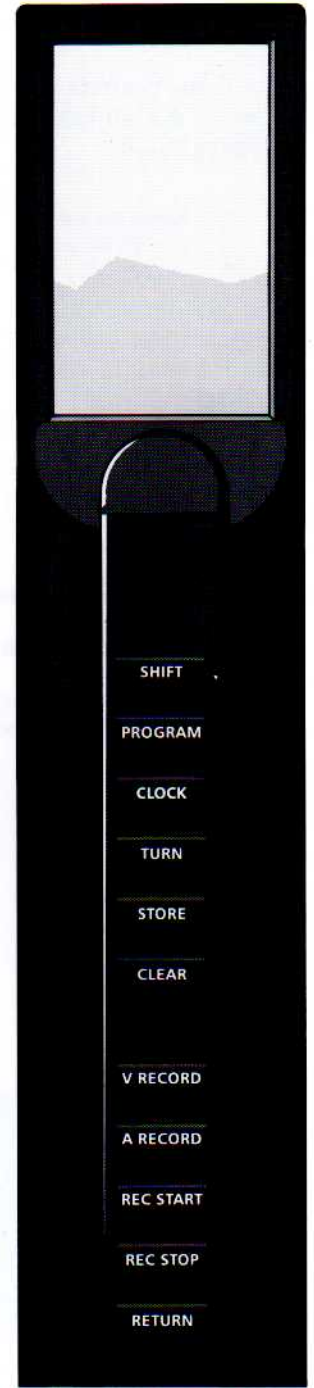 SHIFT
PROGRAM
CLOCK
TURN
STORE
CLEAR
V RECORD
A RECORD
REC START
REC STOP
RETURN